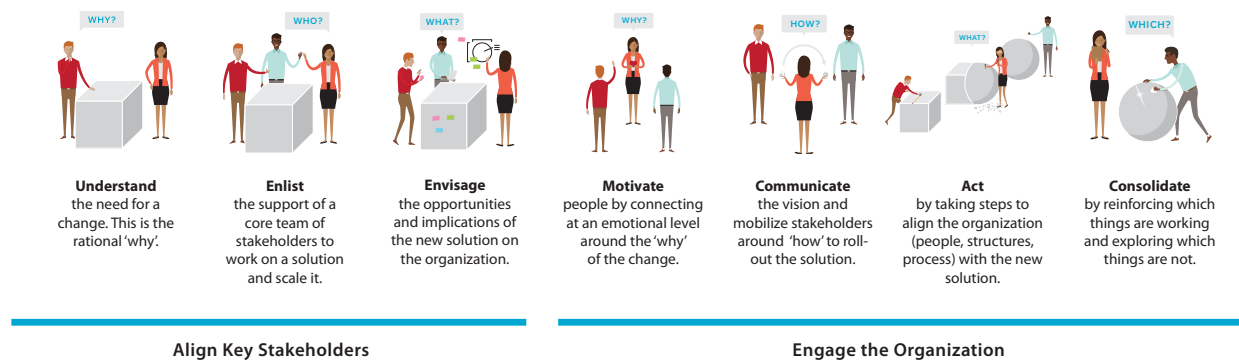 WHY?
Understand
the need for a
change. This is the
rational ‘why’.
WHO?
Enlist
the support of a
core team of
stakeholders to
work on a solution
and scale it.
WHAT?
Envisage
the opportunities
and implications of
the new solution on
the organization.
WHY?
Motivate
people by connecting
at an emotional level
around the ‘why’
of the change.
HOW?
Communicate
the vision and
mobilize stakeholders
around ‘how’ to roll-
out the solution.
WHAT?
Act
by taking steps to
align the organization
(people, structures,
process) with the new
solution.
WHICH?
Consolidate
by reinforcing which
things are working
and exploring which
things are not.
Align Key Stakeholders
Engage the Organization